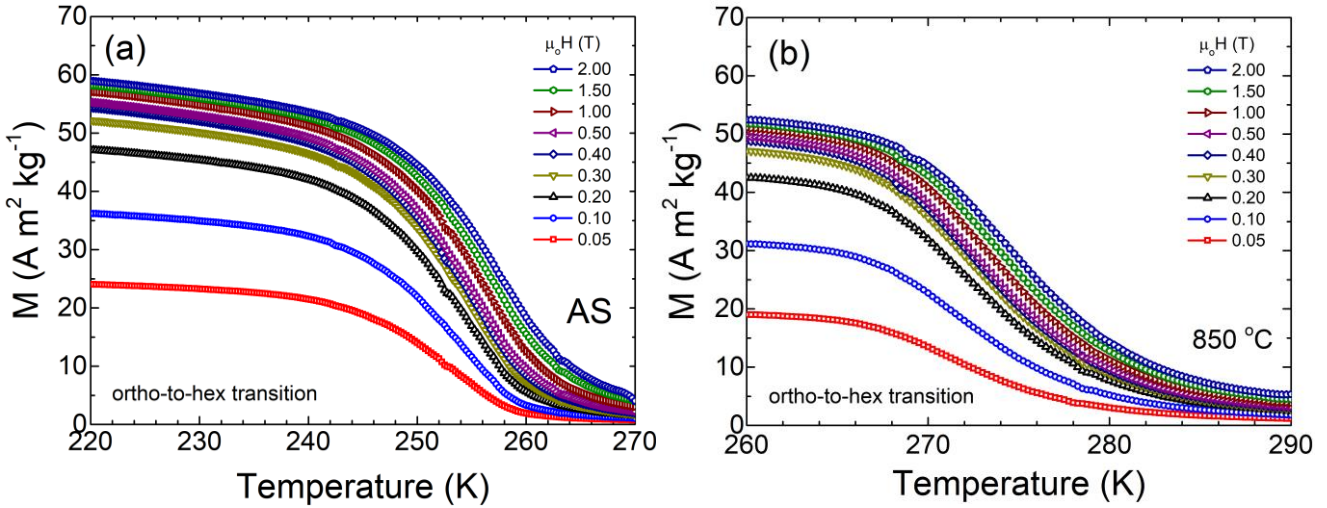 (a)
μₒH (T)
2.00
1.50
1.00
0.50
0.40
0.30
0.20
0.10
0.05
AS
ortho-to-hex transition
M (A m² kg⁻¹)
70
60
50
40
30
20
10
0
220 230 240 250 260 270
Temperature (K)
(b)
μₒH (T)
2.00
1.50
1.00
0.50
0.40
0.30
0.20
0.10
0.05
850 °C
ortho-to-hex transition
M (A m² kg⁻¹)
70
60
50
40
30
20
10
0
260 270 280 290
Temperature (K)